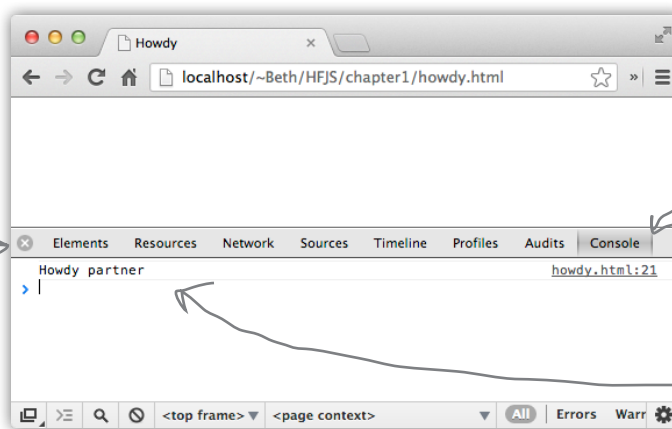 Howdy
localhost/~Beth/HFJS/chapter1/howdy.html
Elements Resources Network Sources Timeline Profiles Audits Console
Howdy partner howdy.html:21
<top frame> <page context> All Errors Warr